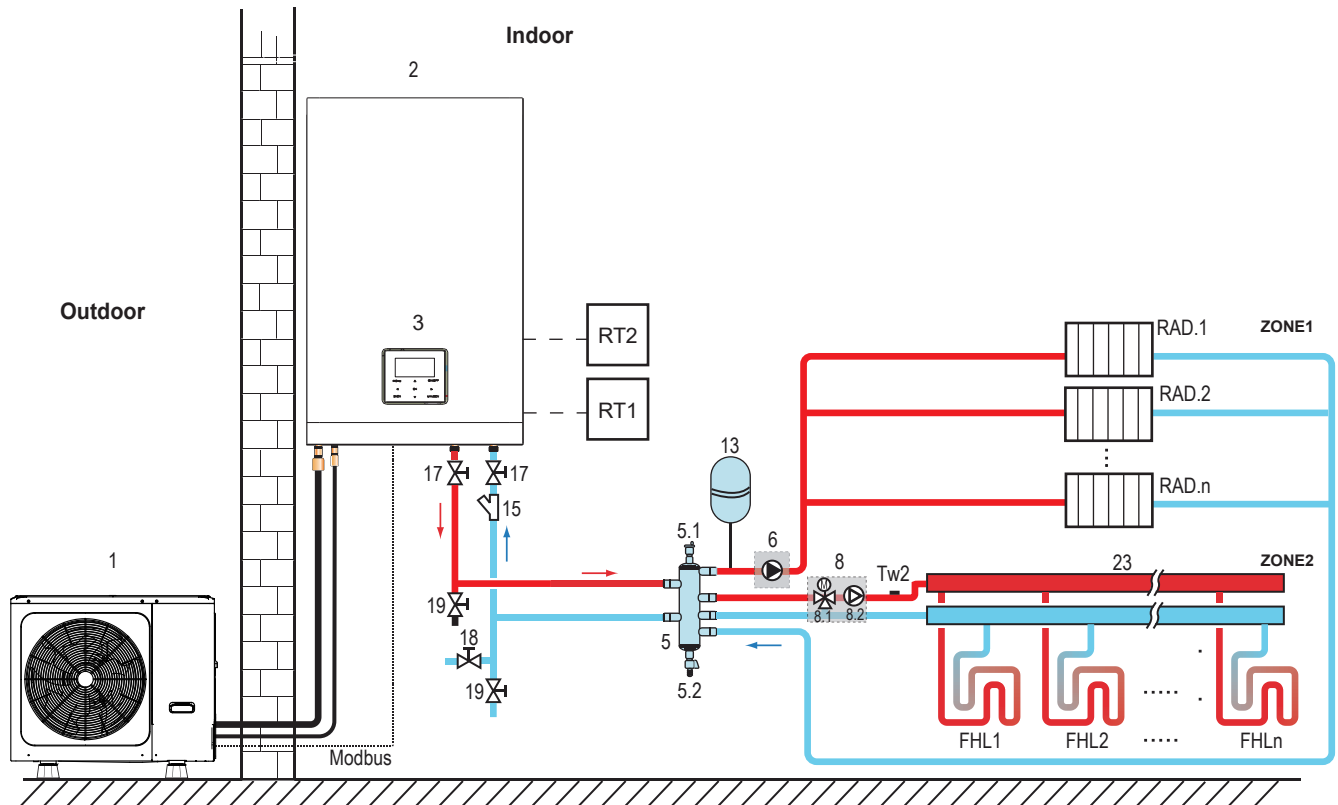 Indoor
2
Outdoor
3
RT2
RT1
RAD.1
ZONE1
RAD.2
RAD.n
17
17
15
13
5.1
6
8
Tw2
23
ZONE2
8.1
8.2
1
19
18
5
5.2
19
M
FHL1
FHL2
.....
FHLn
Modbus